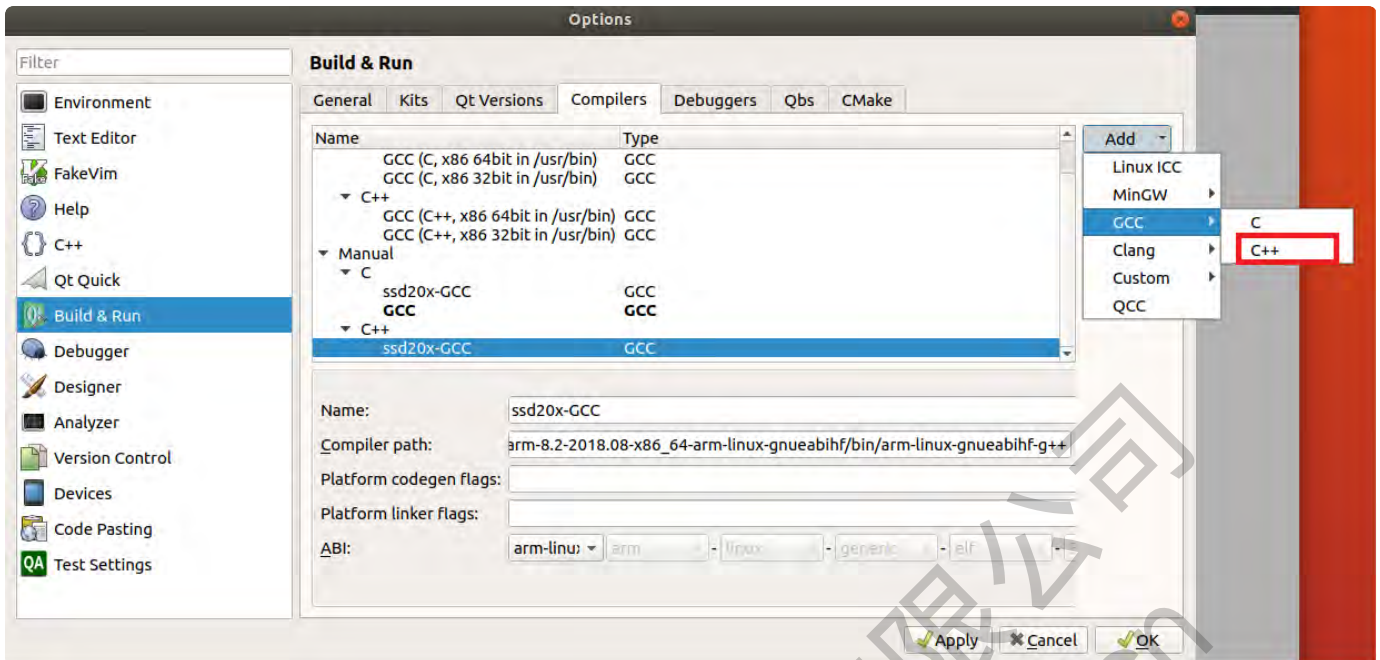 Options
Filter
Environment
Text Editor
FakeVim
Help
C++
Qt Quick
Build & Run
Debugger
Designer
Analyzer
Version Control
Devices
Code Pasting
QA Test Settings
Build & Run
General Kits Qt Versions Compilers Debuggers Qbs CMake
Name Type
GCC (C, x86 64bit in /usr/bin) GCC
GCC (C, x86 32bit in /usr/bin) GCC
C++
GCC (C++, x86 64bit in /usr/bin) GCC
GCC (C++, x86 32bit in /usr/bin) GCC
Manual
C
ssd20x-GCC GCC
GCC GCC
C++
ssd20x-GCC GCC
Add
Linux ICC
MinGW
GCC
Clang
Custom
QCC
C
C++
Name: ssd20x-GCC
Compiler path: arm-8.2-2018.08-x86_64-arm-linux-gnueabihf/bin/arm-linux-gnueabihf-g++
Platform codegen flags:
Platform linker flags:
ABI: arm-linux arm - linux - generic - elf -
Apply Cancel OK
限公司